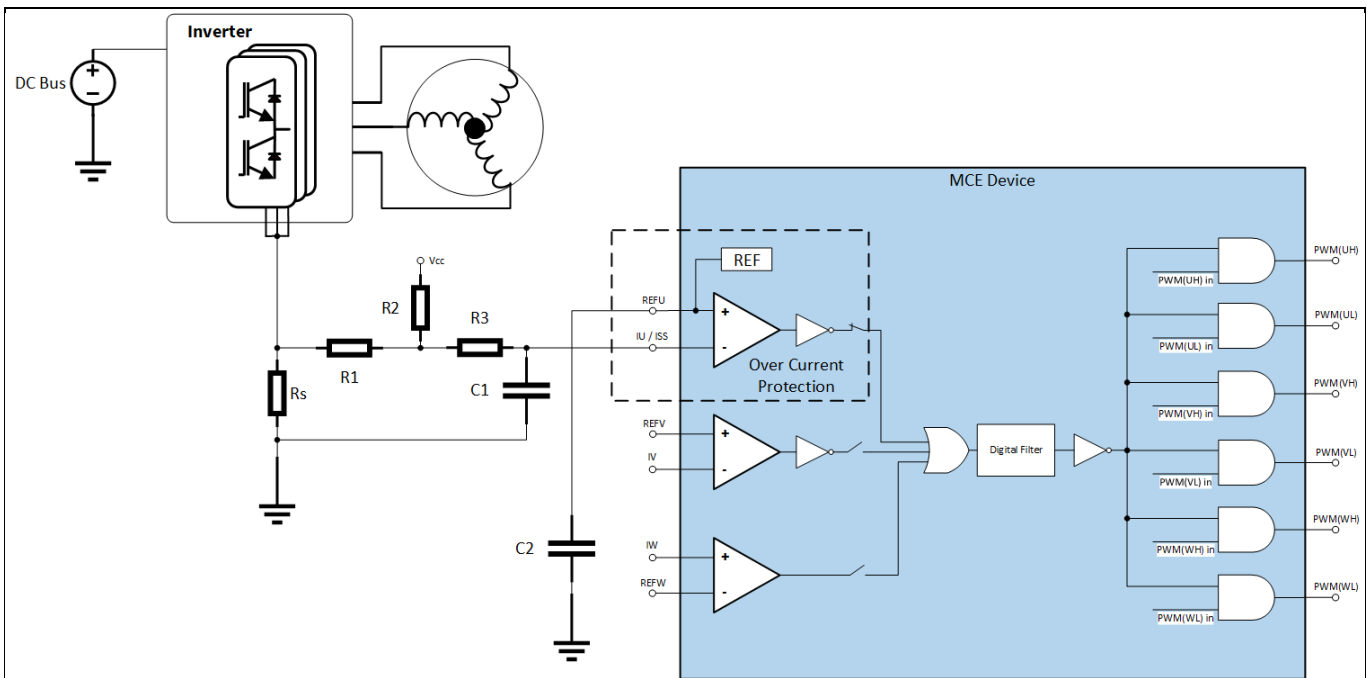 Inverter
DC Bus
+
−
MCE Device
Vcc
R2
R3
R1
Rs
C1
C2
REFU
IU / ISS
REF
+
-
Over Current
Protection
REFV
IV
+
-
IW
REFW
+
-
Digital Filter
PWM(UH) in
PWM(UH)
PWM(UL) in
PWM(UL)
PWM(VH) in
PWM(VH)
PWM(VL) in
PWM(VL)
PWM(WH) in
PWM(WH)
PWM(WL) in
PWM(WL)